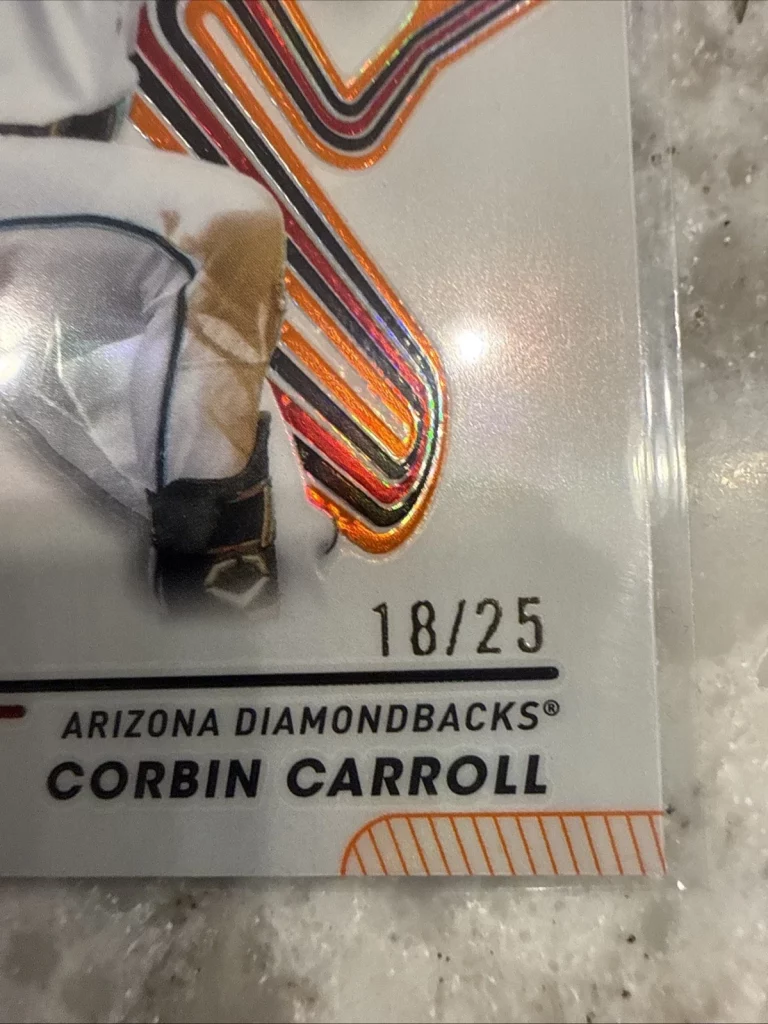 18/25
ARIZONA DIAMONDBACKS®
CORBIN CARROLL